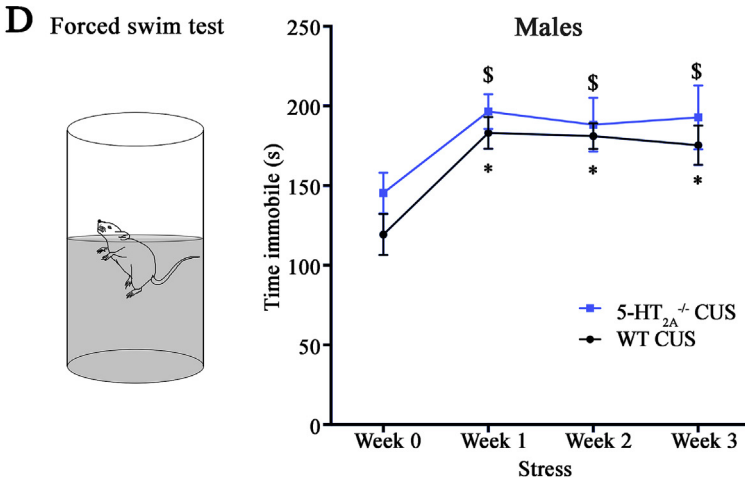 D Forced swim test
Males
250
200
150
100
50
0
Time immobile (s)
$ $ $
* * *
5-HT2A-/- CUS
WT CUS
Week 0 Week 1 Week 2 Week 3
Stress